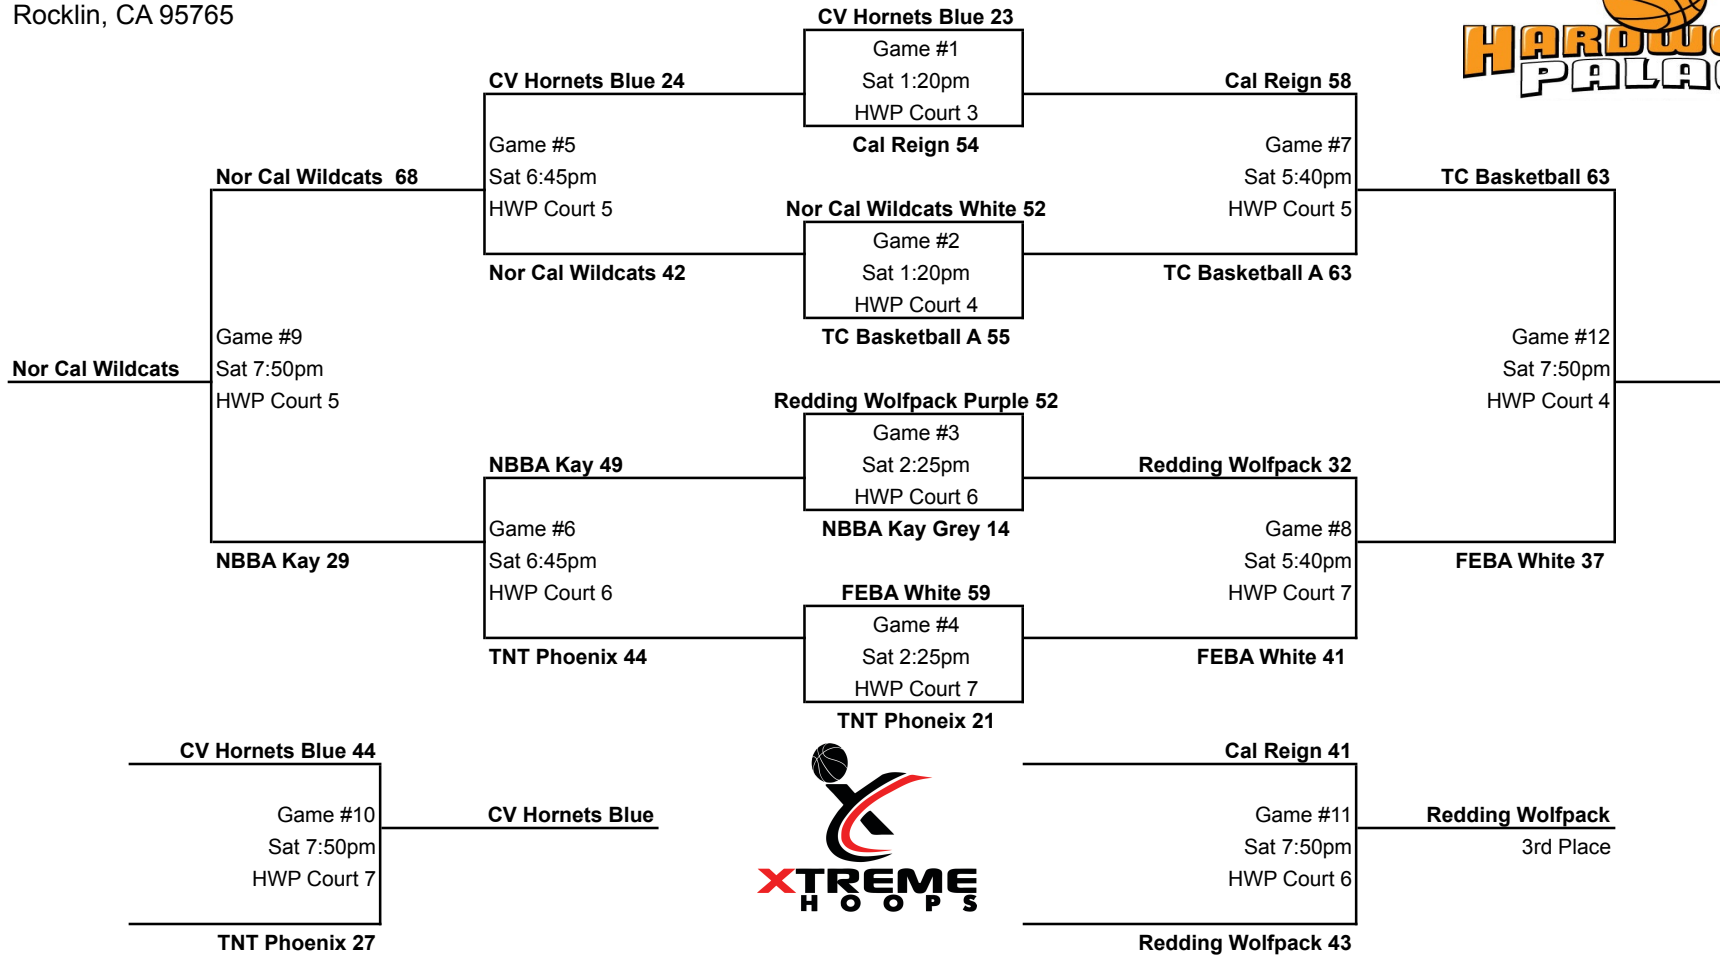 Rocklin, CA 95765
CV Hornets Blue 23
Game #1
CV Hornets Blue 24
Sat 1:20pm
Cal Reign 58
HWP Court 3
Game #5
Cal Reign 54
Game #7
Nor Cal Wildcats  68
Sat 6:45pm
Sat 5:40pm
TC Basketball 63
HWP Court 5
Nor Cal Wildcats White 52
HWP Court 5
Game #2
Nor Cal Wildcats 42
Sat 1:20pm
TC Basketball A 63
HWP Court 4
Game #9
TC Basketball A 55
Game #12
Nor Cal Wildcats
Sat 7:50pm
Sat 7:50pm
HWP Court 5
Redding Wolfpack Purple 52
HWP Court 4
Game #3
NBBA Kay 49
Sat 2:25pm
Redding Wolfpack 32
HWP Court 6
Game #6
NBBA Kay Grey 14
Game #8
NBBA Kay 29
Sat 6:45pm
Sat 5:40pm
FEBA White 37
HWP Court 6
FEBA White 59
HWP Court 7
Game #4
TNT Phoenix 44
Sat 2:25pm
FEBA White 41
HWP Court 7
TNT Phoneix 21
CV Hornets Blue 44
Cal Reign 41
Game #10
CV Hornets Blue
Game #11
Redding Wolfpack
Sat 7:50pm
Sat 7:50pm
3rd Place
HWP Court 7
HWP Court 6
XTREME
HOOPS
TNT Phoenix 27
Redding Wolfpack 43